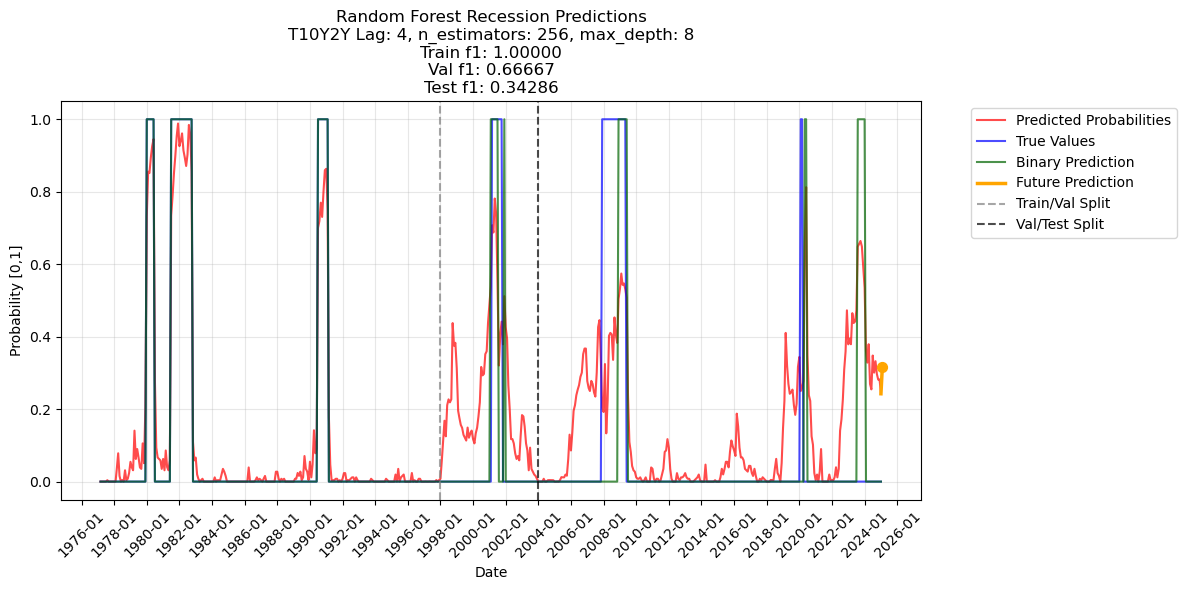 Random Forest Recession Predictions
T10Y2Y Lag: 4, n_estimators: 256, max_depth: 8
Train f1: 1.00000
Val f1: 0.66667
Test f1: 0.34286
Predicted Probabilities
True Values
Binary Prediction
Future Prediction
Train/Val Split
Val/Test Split
Probability [0,1]
1.0
0.8
0.6
0.4
0.2
0.0
1976-01
1978-01
1980-01
1982-01
1984-01
1986-01
1988-01
1990-01
1992-01
1994-01
1996-01
1998-01
2000-01
2002-01
2004-01
2006-01
2008-01
2010-01
2012-01
2014-01
2016-01
2018-01
2020-01
2022-01
2024-01
2026-01
Date